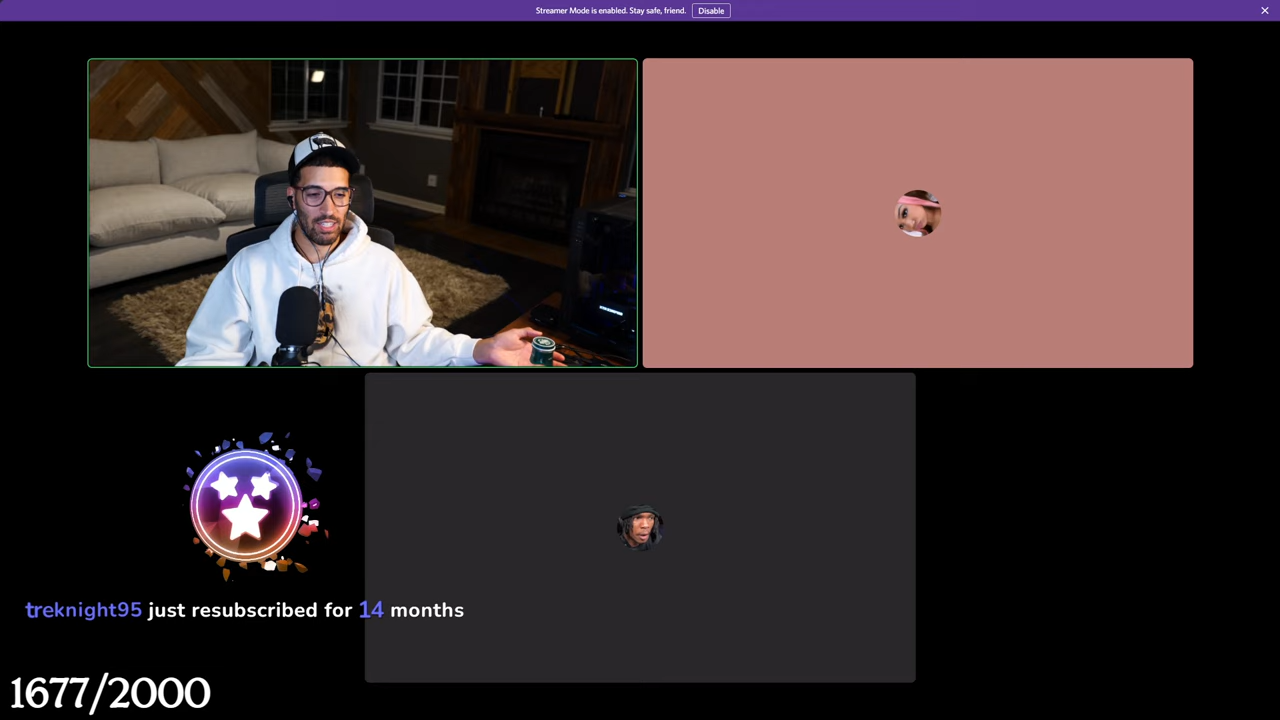 Streamer Mode is enabled. Stay safe, friend. Disable
treknight95 just resubscribed for 14 months
1677/2000